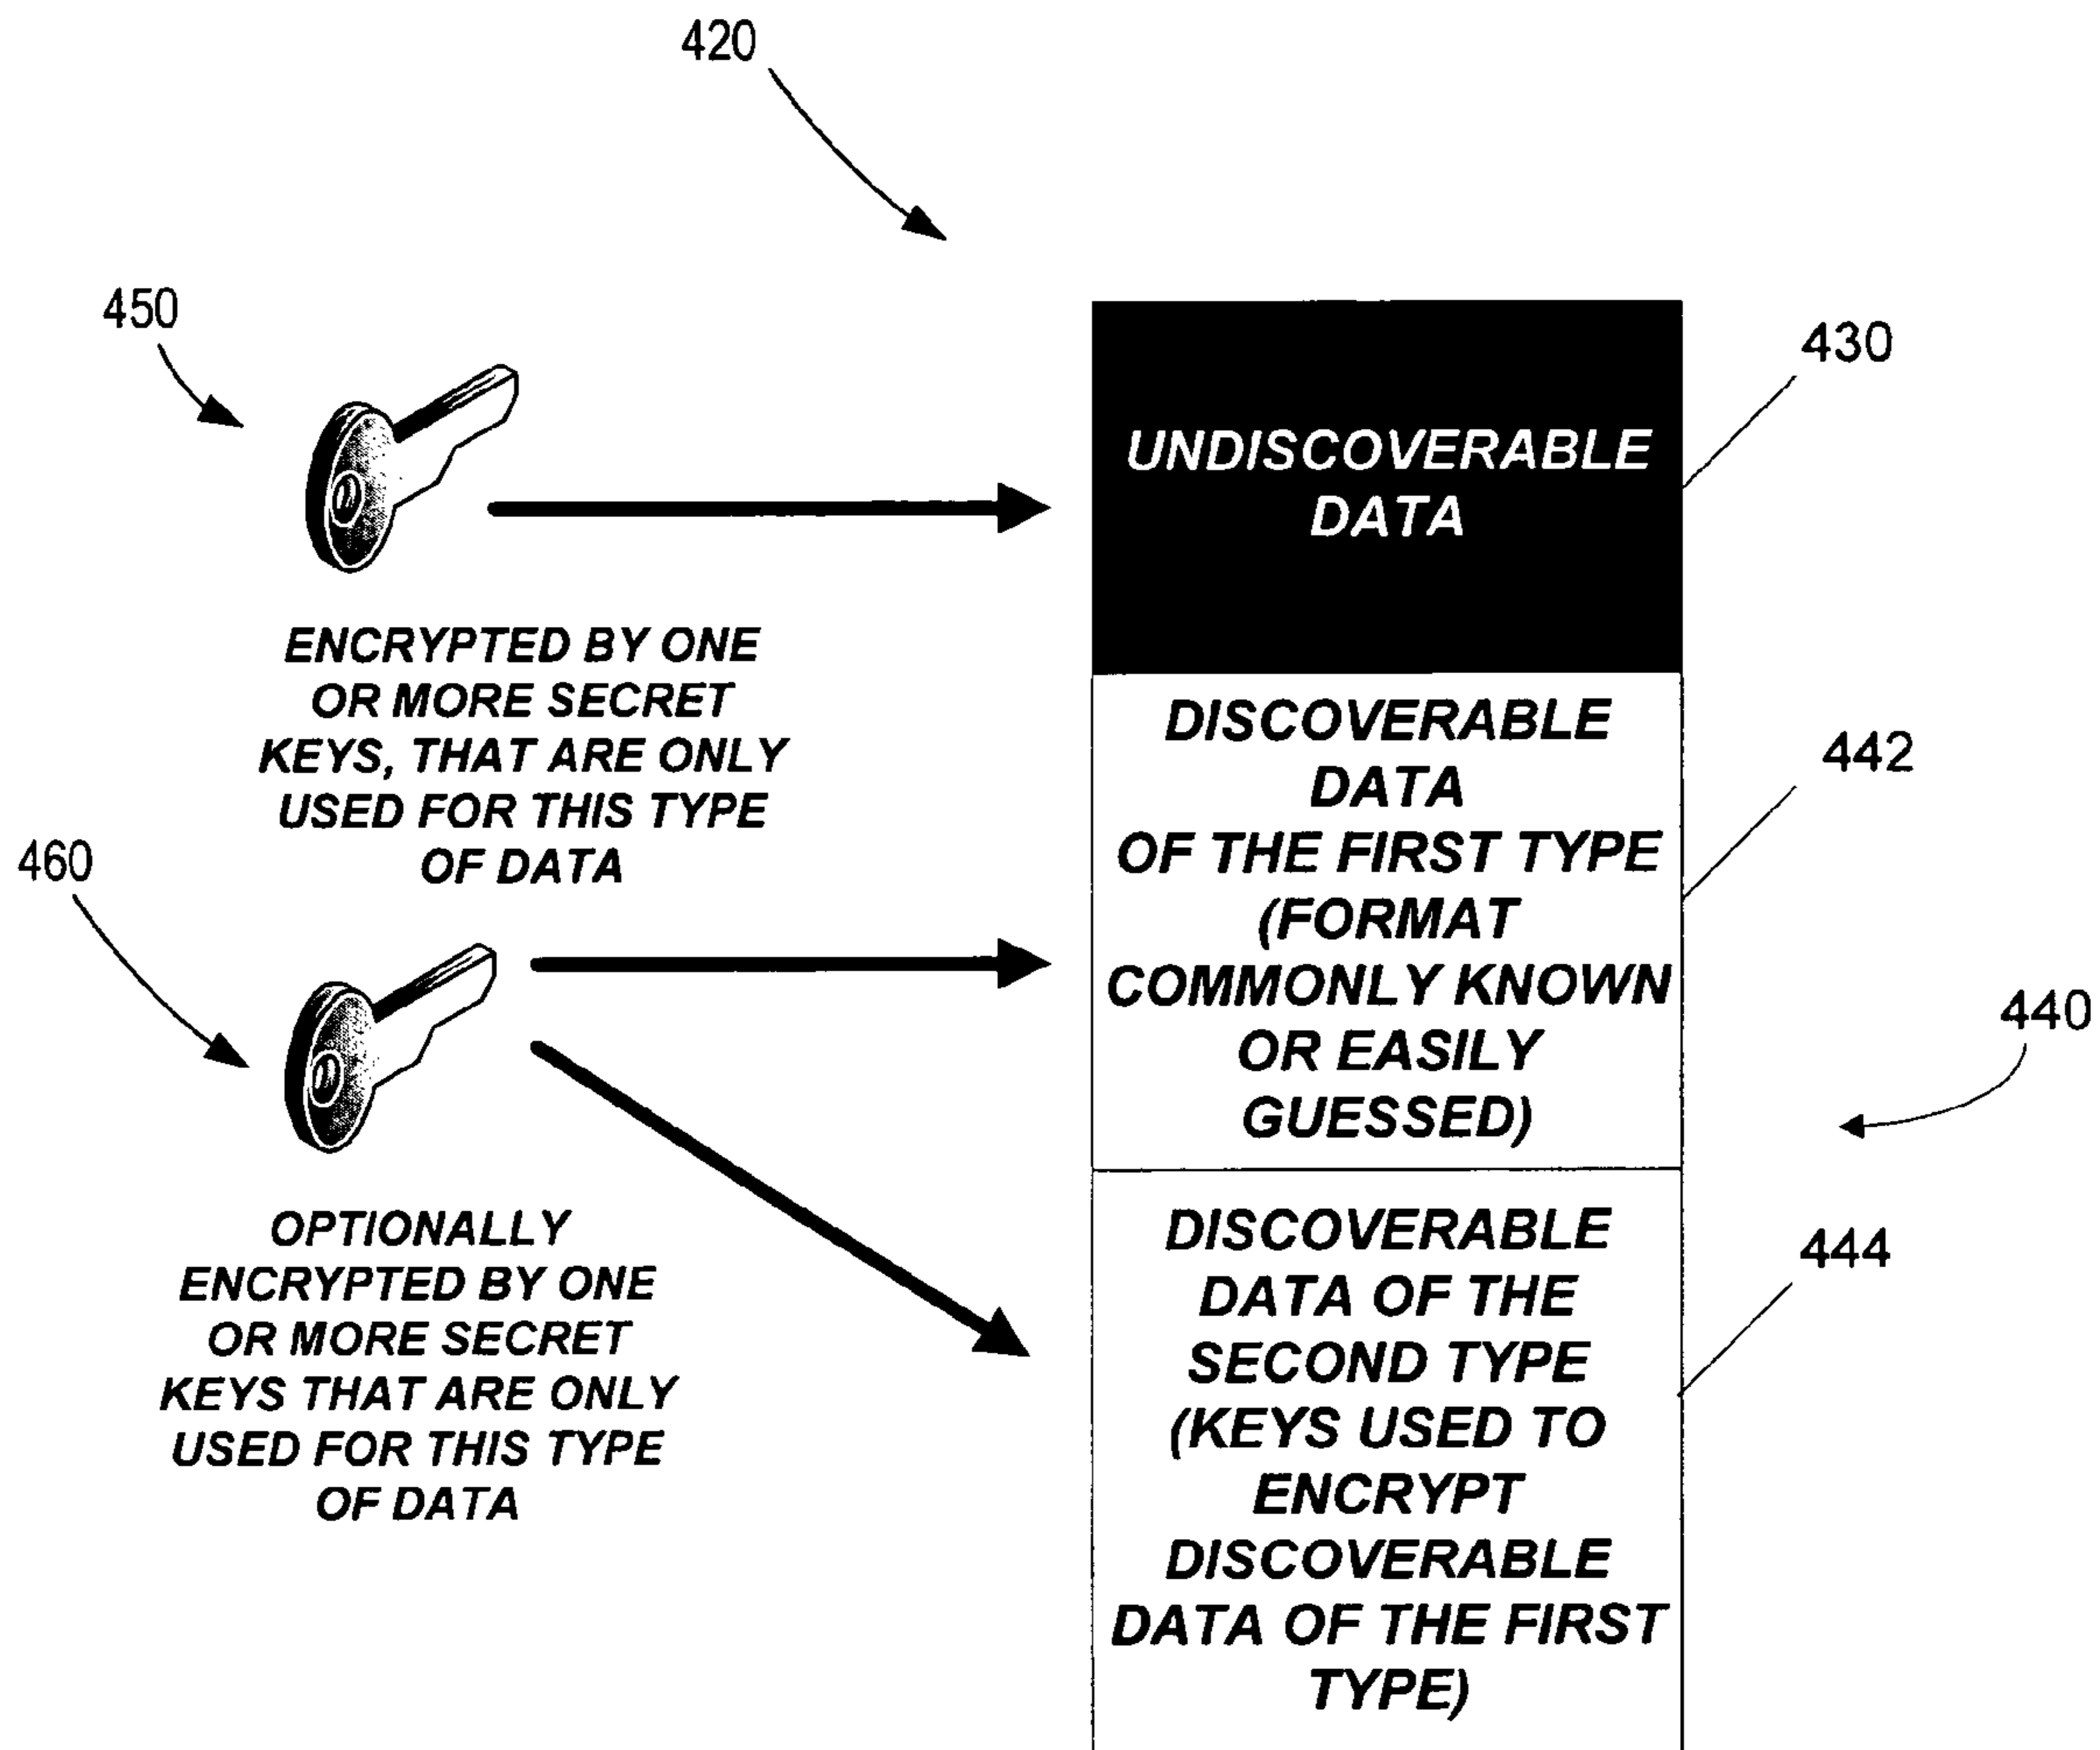 420
450
430
UNDISCOVERABLE
DATA
ENCRYPTED BY ONE
OR MORE SECRET
KEYS, THAT ARE ONLY
USED FOR THIS TYPE
OF DATA
442
DISCOVERABLE
DATA
OF THE FIRST TYPE
(FORMAT
COMMONLY KNOWN
OR EASILY
GUESSED)
460
440
OPTIONALLY
ENCRYPTED BY ONE
OR MORE SECRET
KEYS THAT ARE ONLY
USED FOR THIS TYPE
OF DATA
444
DISCOVERABLE
DATA OF THE
SECOND TYPE
(KEYS USED TO
ENCRYPT
DISCOVERABLE
DATA OF THE FIRST
TYPE)